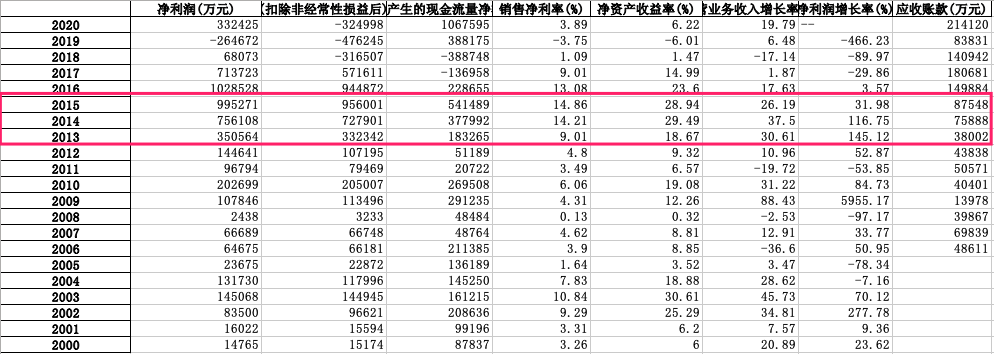 净利润(万元) (扣除非经常性损益后) 产生的现金流量净 销售净利率(%) 净资产收益率(%) 业务收入增长率 净利润增长率(%) 应收账款(万元)
2020 332425 -324998 1067595 3.89 6.22 19.79 -- 214120
2019 -264672 -476245 388175 -3.75 -6.01 6.48 -466.23 83831
2018 68073 -316507 -388748 1.09 1.47 -17.14 -89.97 140942
2017 713723 571611 -136958 9.01 14.99 1.87 -29.86 180681
2016 1028528 944872 228655 13.08 23.6 17.63 3.57 149884
2015 995271 956001 541489 14.86 28.94 26.19 31.98 87548
2014 756108 727901 377992 14.21 29.49 37.5 116.75 75888
2013 350564 332342 183265 9.01 18.67 30.61 145.12 38002
2012 144641 107195 51189 4.8 9.32 10.96 52.87 43838
2011 96794 79469 20722 3.49 6.57 -19.72 -53.85 50571
2010 202699 205007 269508 6.06 19.08 31.22 84.73 40401
2009 107846 113496 291235 4.31 12.26 88.43 5955.17 13978
2008 2438 3233 48484 0.13 0.32 -2.53 -97.17 39867
2007 66689 66748 48764 4.62 8.81 12.91 33.77 69839
2006 64675 66181 211385 3.9 8.85 -36.6 50.95 48611
2005 23675 22872 136189 1.64 3.52 3.47 -78.34
2004 131730 117996 145250 7.83 18.88 28.62 -7.16
2003 145068 144945 161215 10.84 30.61 45.73 70.12
2002 83500 96621 208636 9.29 25.29 34.81 277.78
2001 16022 15594 99196 3.31 6.2 7.57 9.36
2000 14765 15174 87837 3.26 6 20.89 23.62